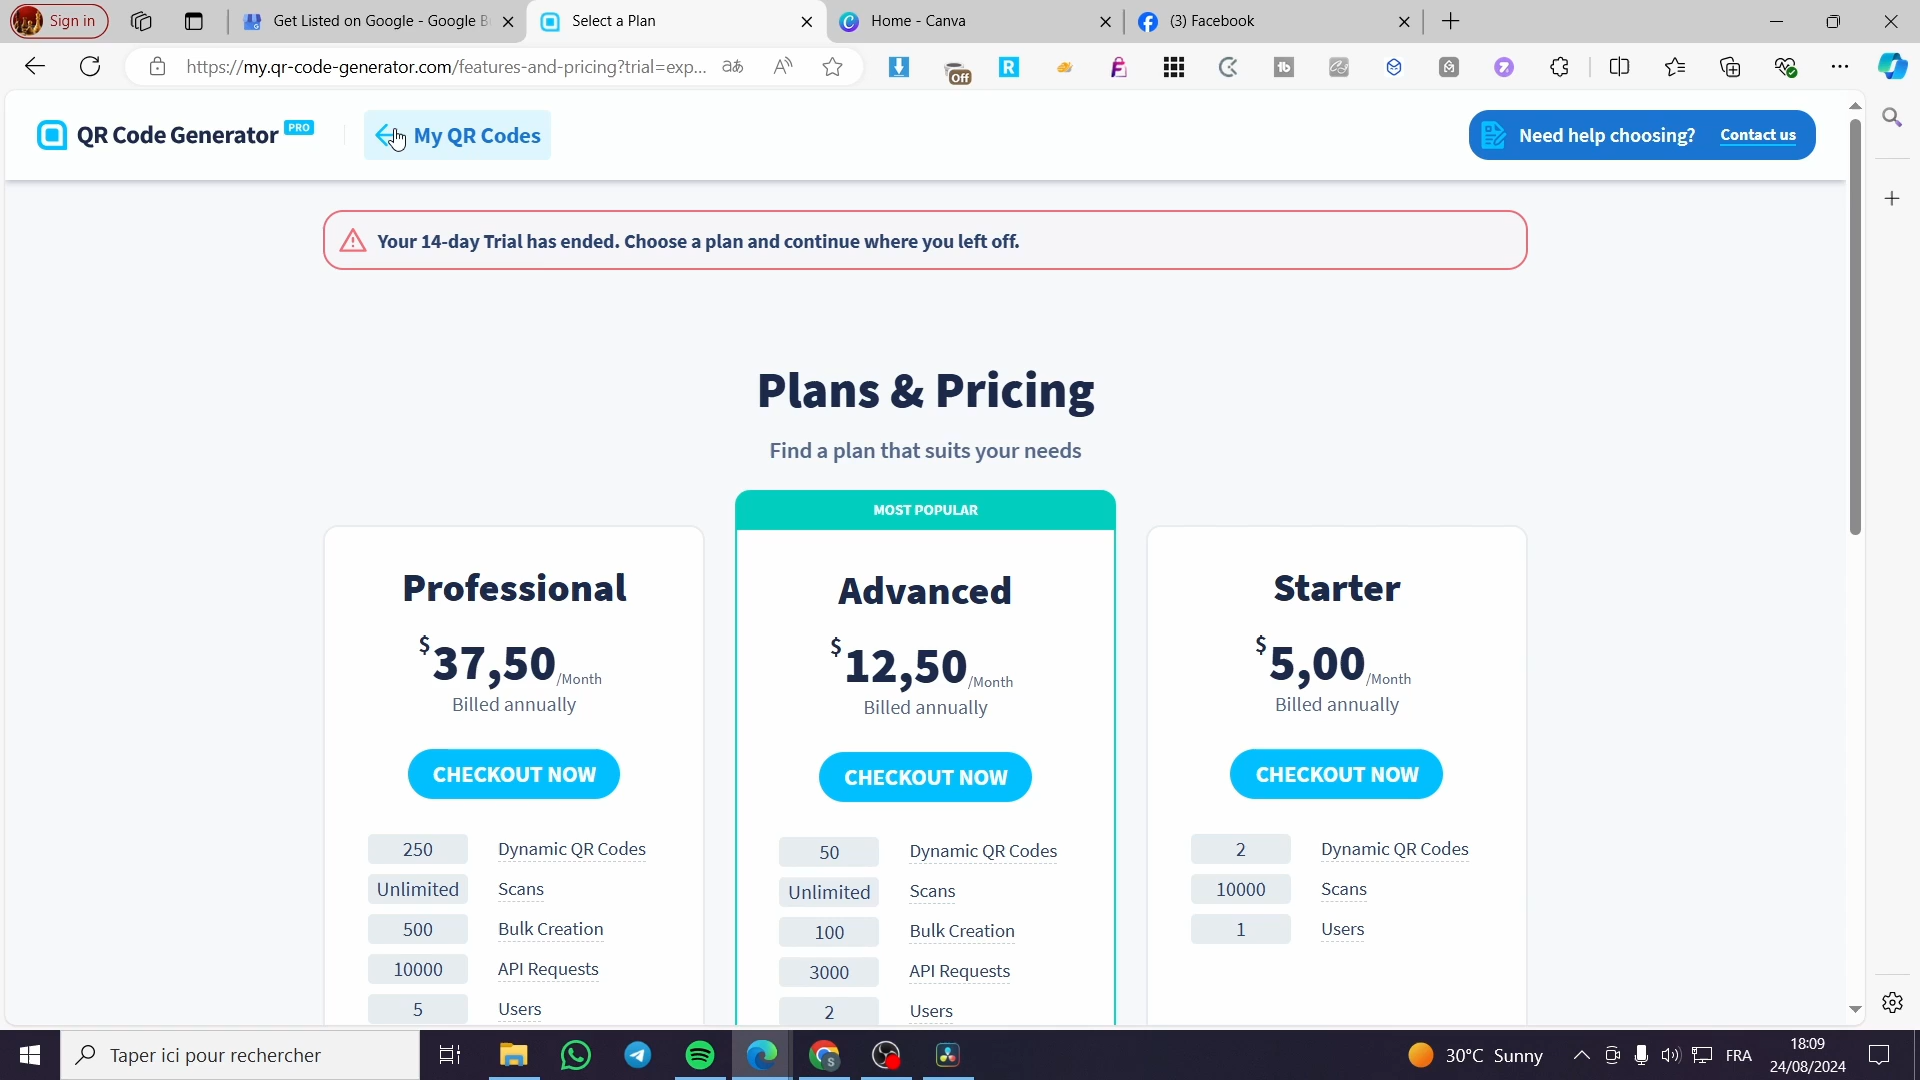 Sign in
Get Listed on Google - Google B
Select a Plan
Home - Canva
(3) Facebook
https://my.qr-code-generator.com/features-and-pricing?trial=exp...
Off
QR Code Generator PRO
My QR Codes
Need help choosing? Contact us
Your 14-day Trial has ended. Choose a plan and continue where you left off.
Plans & Pricing
Find a plan that suits your needs
MOST POPULAR
Professional
$37,50/Month
Billed annually
CHECKOUT NOW
250 Dynamic QR Codes
Unlimited Scans
500 Bulk Creation
10000 API Requests
5 Users
Advanced
$12,50/Month
Billed annually
CHECKOUT NOW
50 Dynamic QR Codes
Unlimited Scans
100 Bulk Creation
3000 API Requests
2 Users
Starter
$5,00/Month
Billed annually
CHECKOUT NOW
2 Dynamic QR Codes
10000 Scans
1 Users
Taper ici pour rechercher
30°C Sunny
FRA
18:09
24/08/2024